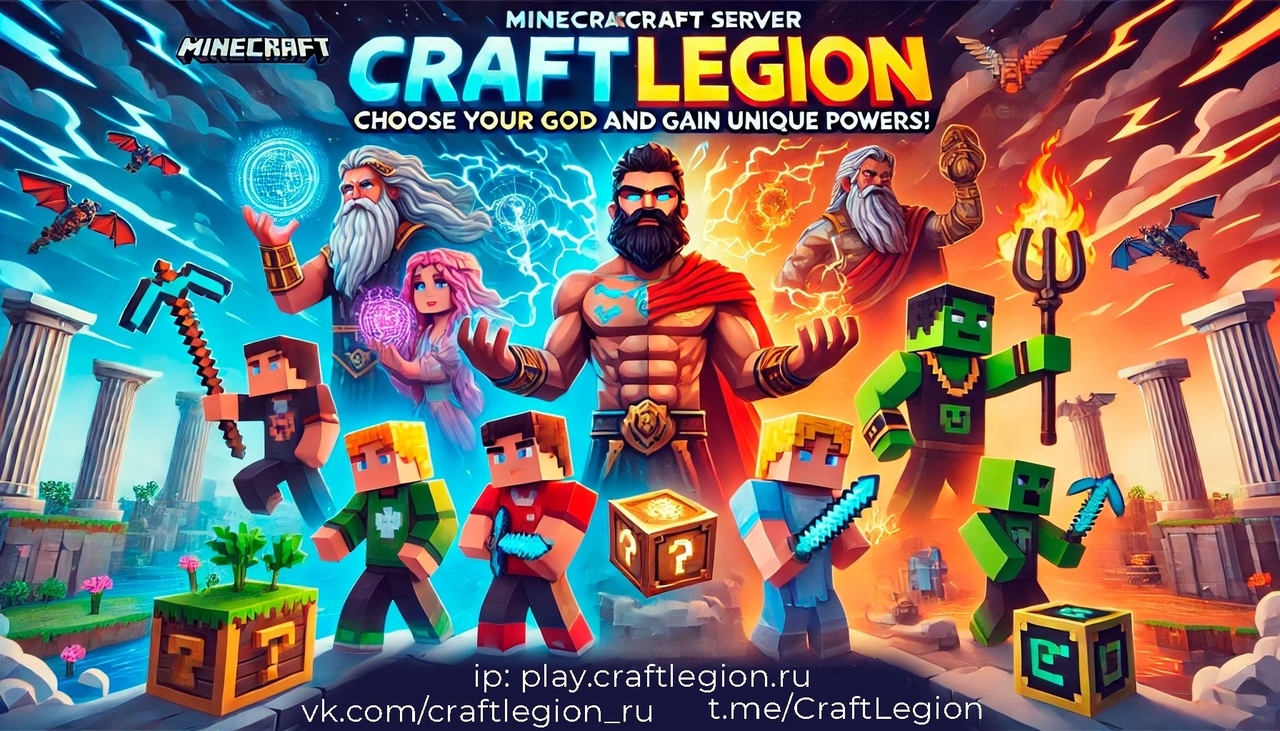 MINECRACRAFT SERVER
MINECRAFT
CRAFTLEGION
CHOOSE YOUR GOD AND GAIN UNIQUE POWERS!
? ?
ip: play.craftlegion.ru
vk.com/craftlegion_ru t.me/CraftLegion